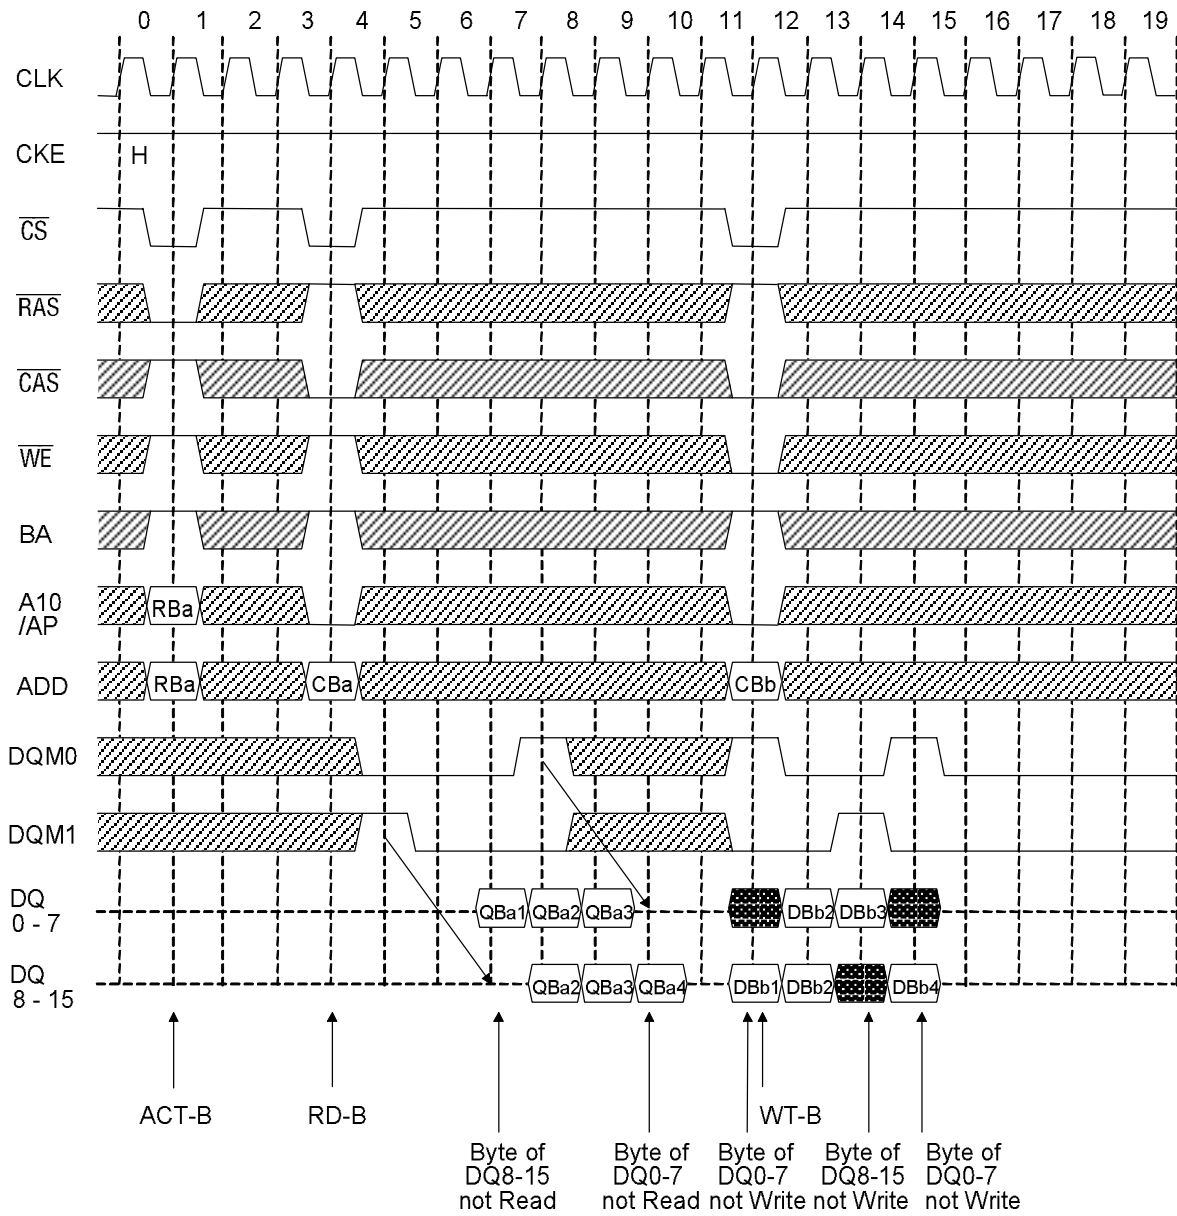 0 1 2 3 4 5 6 7 8 9 10 11 12 13 14 15 16 17 18 19
CLK
CKE H
CS
RAS
CAS
WE
BA
A10
/AP
RBa
ADD RBa CBa CBb
DQM0
DQM1
DQ
0 - 7
QBa1 QBa2 QBa3 DBb2 DBb3
DQ
8 - 15
QBa2 QBa3 QBa4 DBb1 DBb2 DBb4
ACT-B RD-B WT-B
Byte of
DQ8-15
not Read
Byte of
DQ0-7
not Read
Byte of
DQ0-7
not Write
Byte of
DQ8-15
not Write
Byte of
DQ0-7
not Write